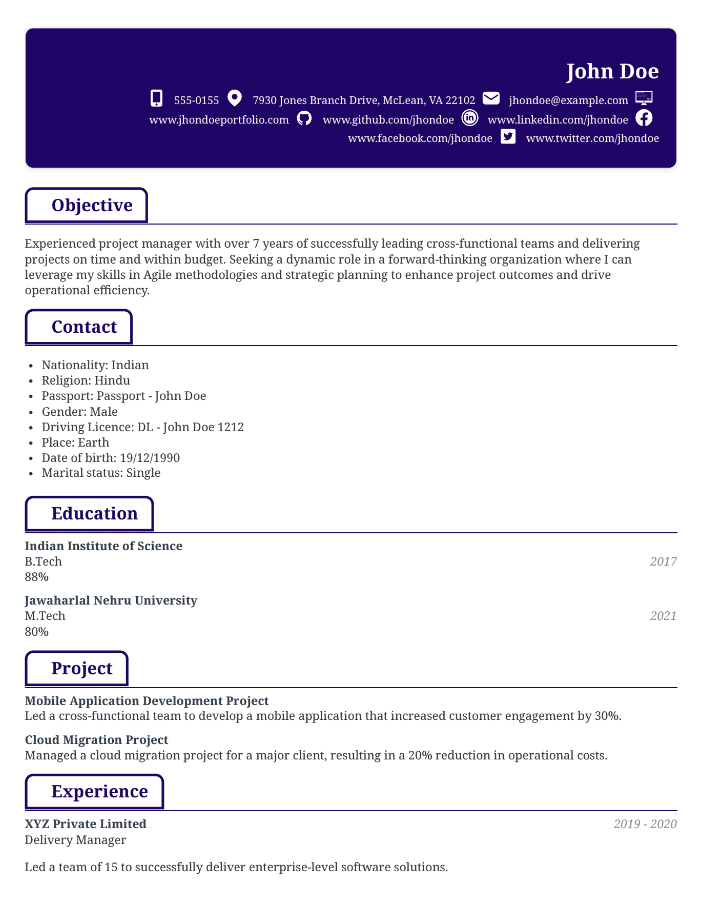 John Doe
555-0155 7930 Jones Branch Drive, McLean, VA 22102 jhondoe@example.com
www.jhondoeportfolio.com www.github.com/jhondoe www.linkedin.com/jhondoe
www.facebook.com/jhondoe www.twitter.com/jhondoe
Objective
Experienced project manager with over 7 years of successfully leading cross-functional teams and delivering
projects on time and within budget. Seeking a dynamic role in a forward-thinking organization where I can
leverage my skills in Agile methodologies and strategic planning to enhance project outcomes and drive
operational efficiency.
Contact
• Nationality: Indian
• Religion: Hindu
• Passport: Passport - John Doe
• Gender: Male
• Driving Licence: DL - John Doe 1212
• Place: Earth
• Date of birth: 19/12/1990
• Marital status: Single
Education
Indian Institute of Science
B.Tech 2017
88%
Jawaharlal Nehru University
M.Tech 2021
80%
Project
Mobile Application Development Project
Led a cross-functional team to develop a mobile application that increased customer engagement by 30%.
Cloud Migration Project
Managed a cloud migration project for a major client, resulting in a 20% reduction in operational costs.
Experience
XYZ Private Limited 2019 - 2020
Delivery Manager
Led a team of 15 to successfully deliver enterprise-level software solutions.